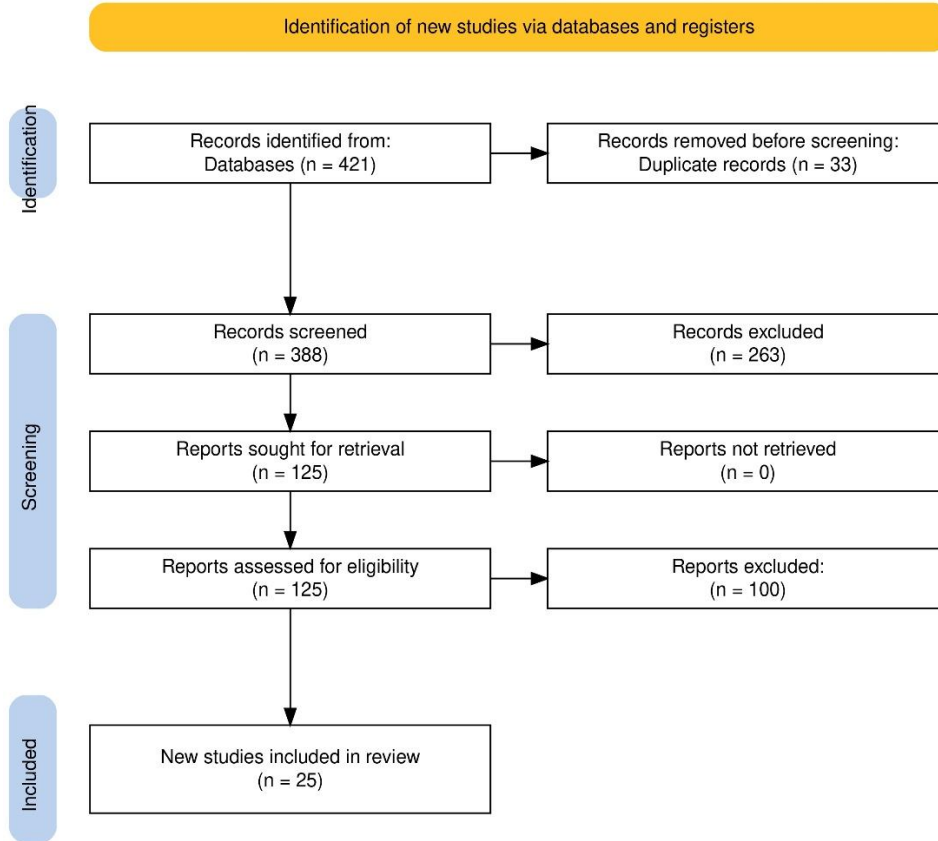 Identification of new studies via databases and registers
Identification
Records identified from:
Databases (n = 421)
Records removed before screening:
Duplicate records (n = 33)
Screening
Records screened
(n = 388)
Records excluded
(n = 263)
Reports sought for retrieval
(n = 125)
Reports not retrieved
(n = 0)
Reports assessed for eligibility
(n = 125)
Reports excluded:
(n = 100)
Included
New studies included in review
(n = 25)